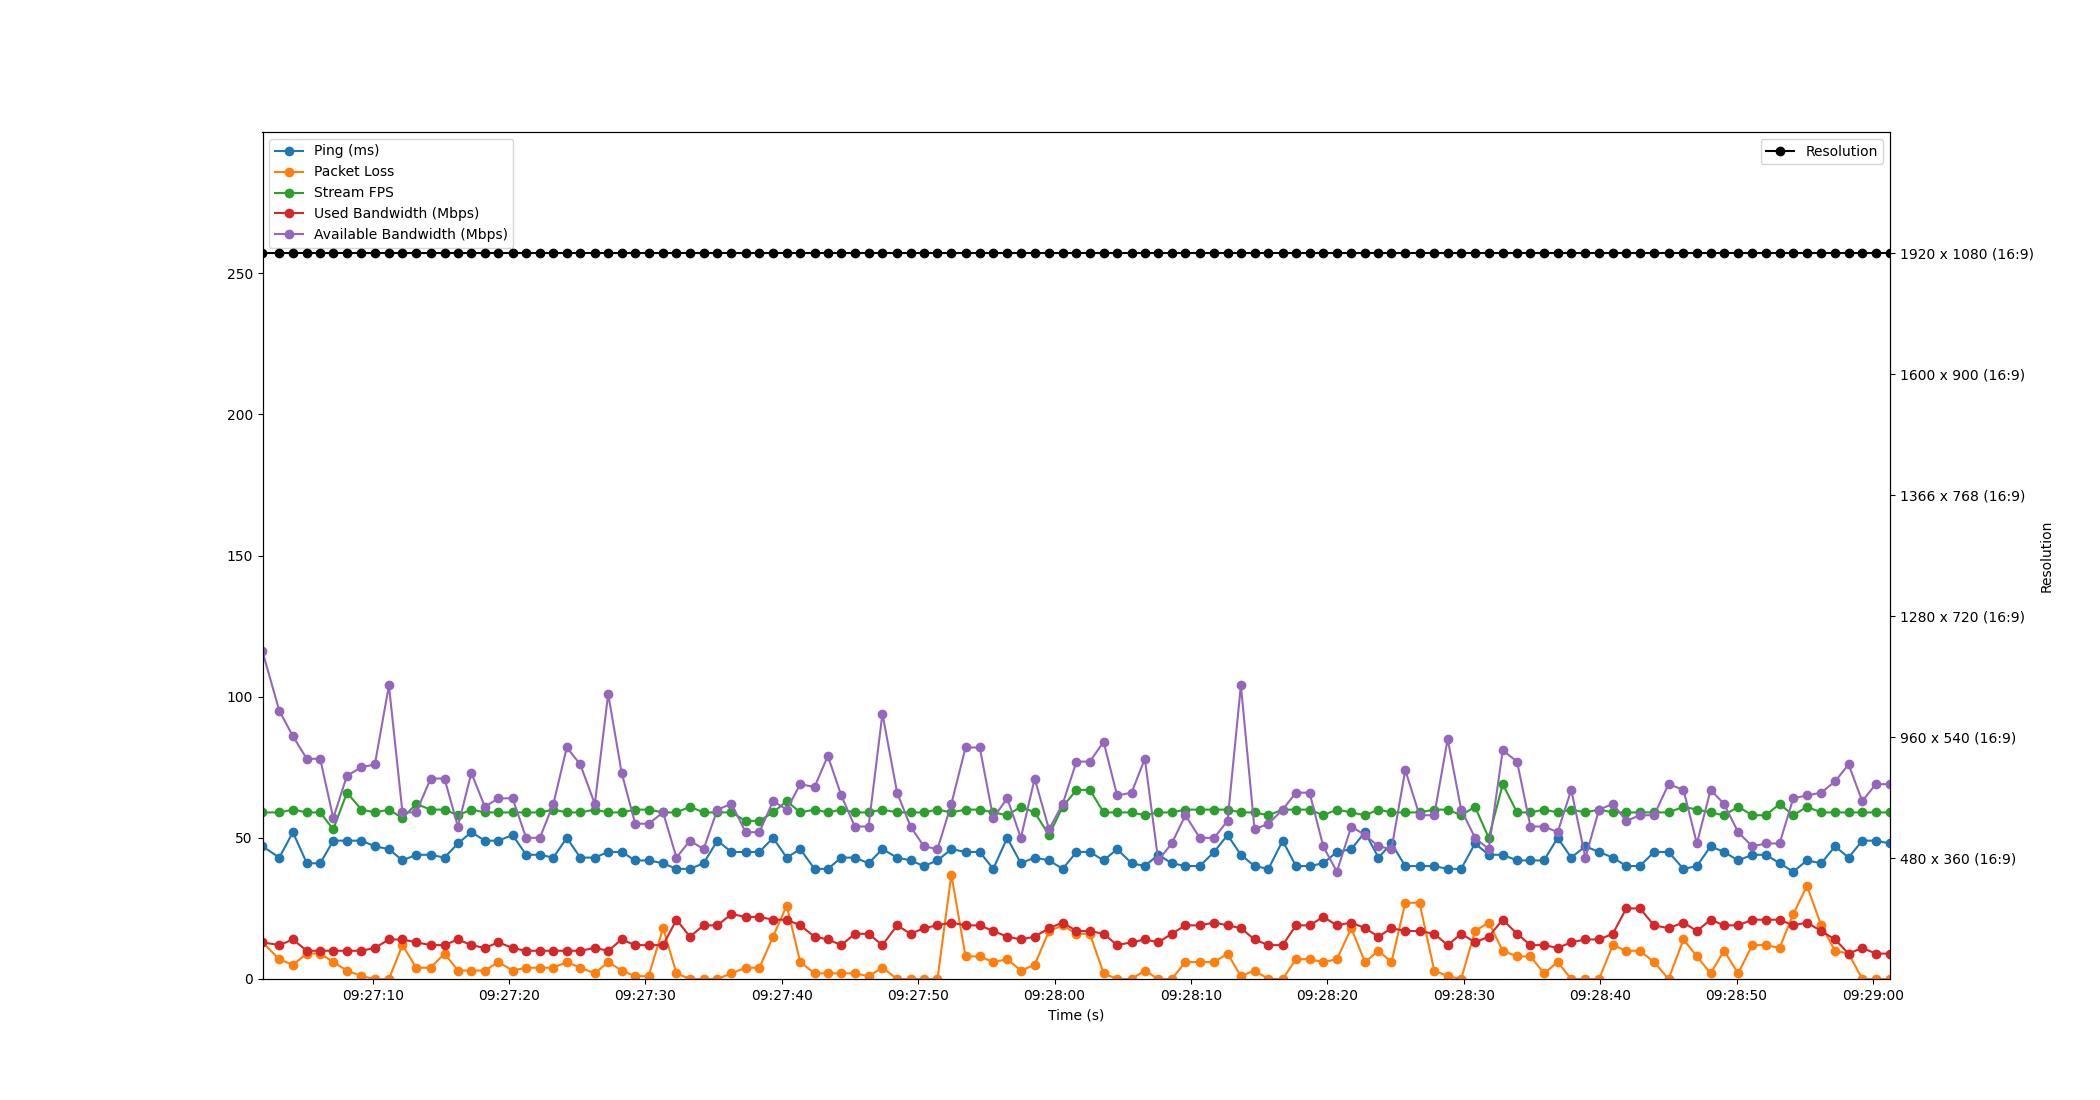 Ping (ms)
Packet Loss
Stream FPS
Used Bandwidth (Mbps)
Available Bandwidth (Mbps)
Resolution
250
200
150
100
50
0
1920 x 1080 (16:9)
1600 x 900 (16:9)
1366 x 768 (16:9)
1280 x 720 (16:9)
960 x 540 (16:9)
480 x 360 (16:9)
Resolution
09:27:10 09:27:20 09:27:30 09:27:40 09:27:50 09:28:00 09:28:10 09:28:20 09:28:30 09:28:40 09:28:50 09:29:00
Time (s)